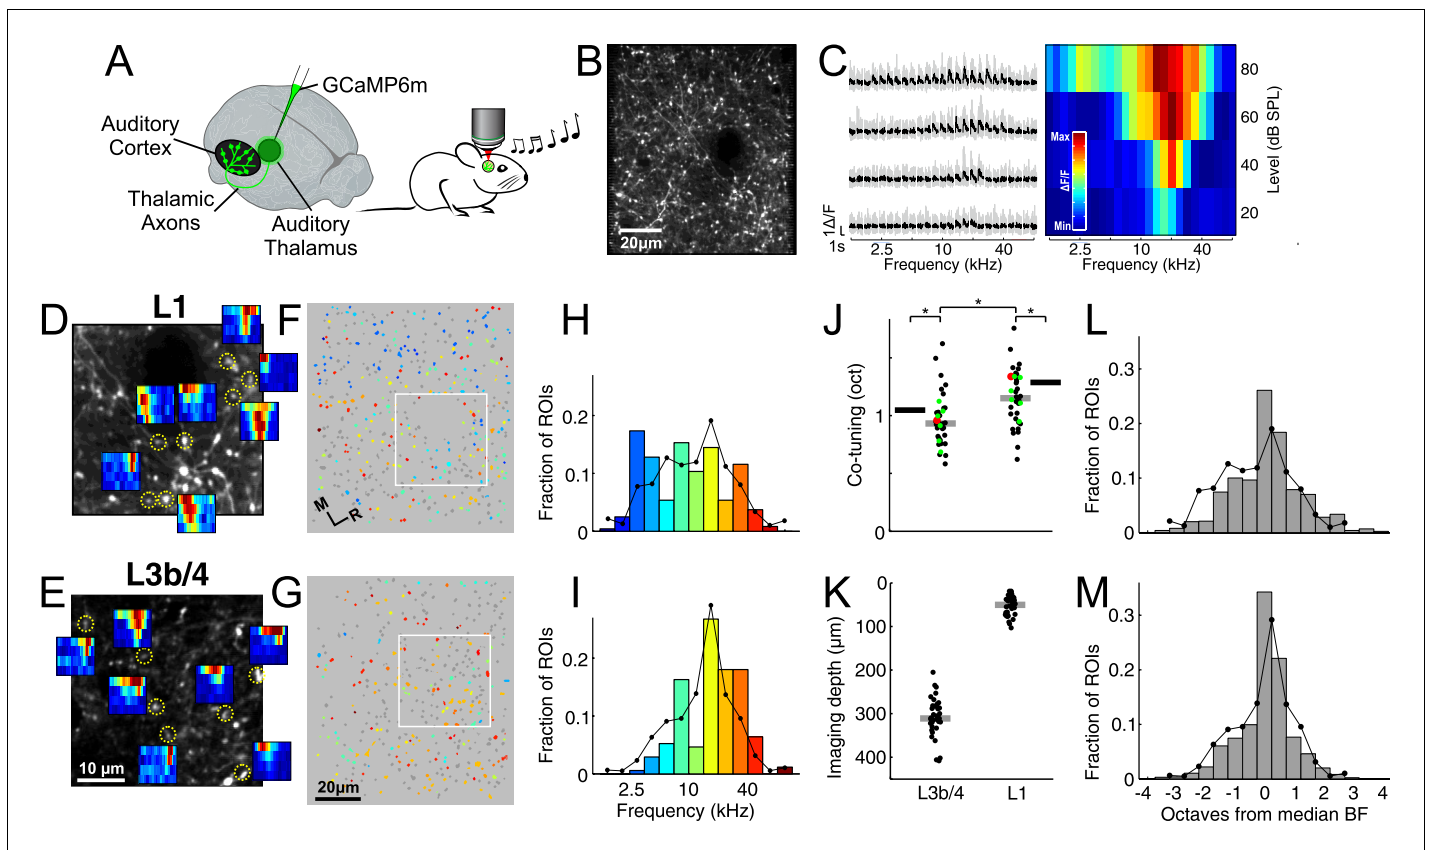 A
GCaMP6m
Auditory
Cortex
Thalamic
Axons
Auditory
Thalamus
B
20µm
C
1Δ/F
1s
2.5 10 40
Frequency (kHz)
Max
ΔF/F
Min
2.5 10 40
Frequency (kHz)
80
60
40
20
Level (dB SPL)
L1
D
F
M
R
H
Fraction of ROIs
0.2
0.1
0
J
Co-tuning (oct)
1
0
*
*
*
L
Fraction of ROIs
0.3
0.2
0.1
0
L3b/4
E
10 µm
G
20µm
I
Fraction of ROIs
0.2
0.1
0
2.5 10 40
Frequency (kHz)
K
Imaging depth (µm)
0
100
200
300
400
L3b/4 L1
M
Fraction of ROIs
0.3
0.2
0.1
0
-4 -3 -2 -1 0 1 2 3 4
Octaves from median BF